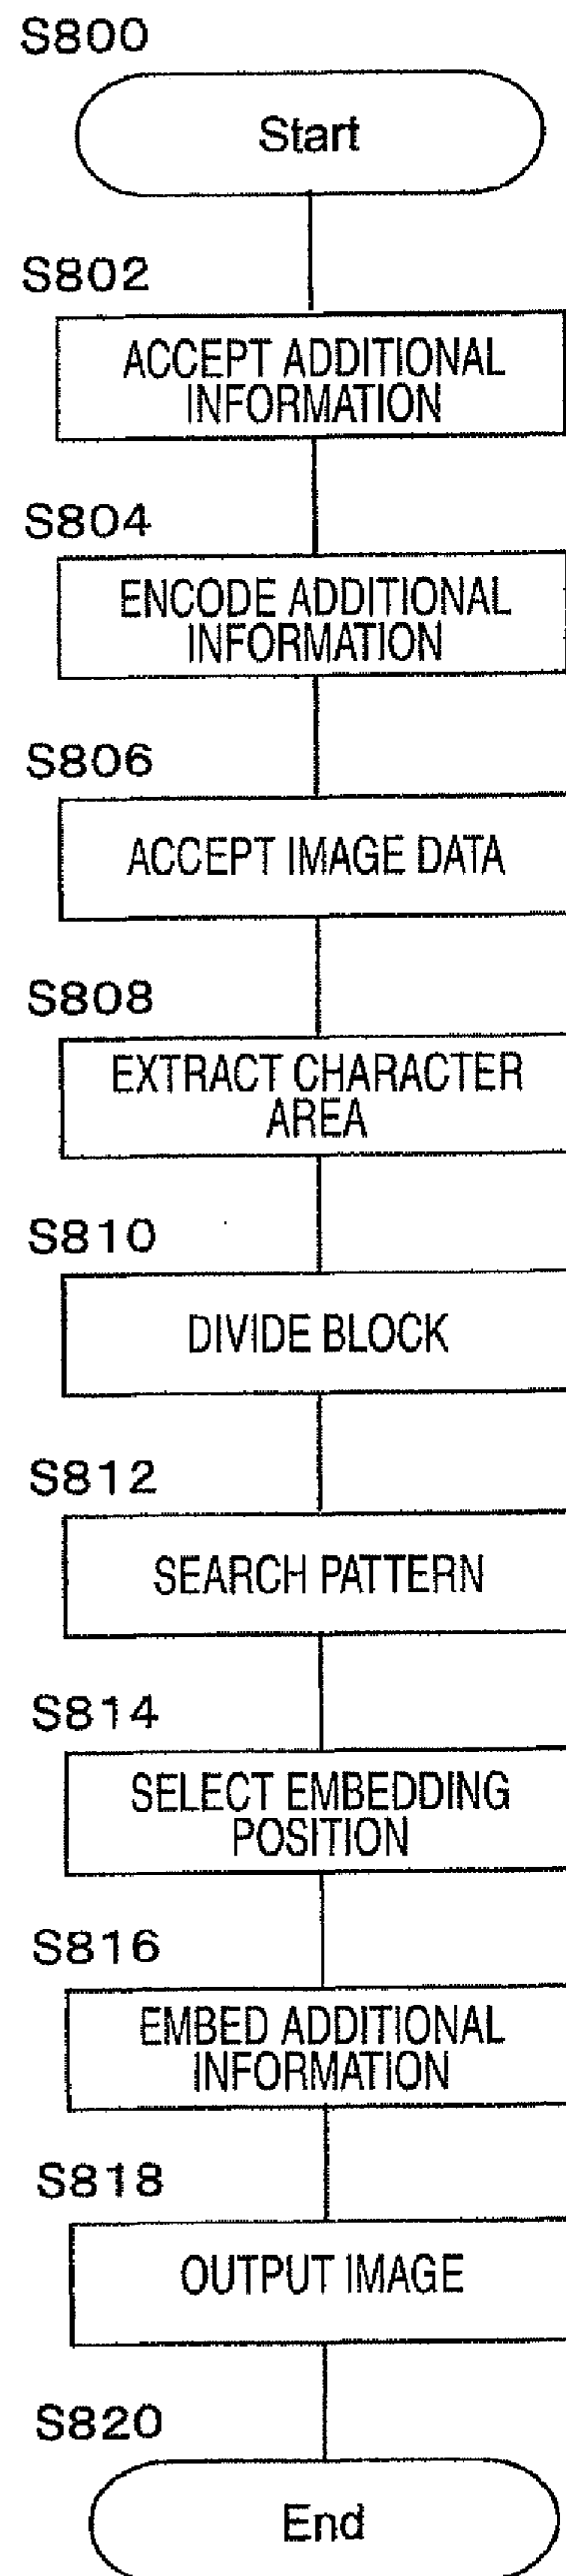 S800
Start
S802
ACCEPT ADDITIONAL
INFORMATION
S804
ENCODE ADDITIONAL
INFORMATION
S806
ACCEPT IMAGE DATA
S808
EXTRACT CHARACTER
AREA
S810
DIVIDE BLOCK
S812
SEARCH PATTERN
S814
SELECT EMBEDDING
POSITION
S816
EMBED ADDITIONAL
INFORMATION
S818
OUTPUT IMAGE
S820
End